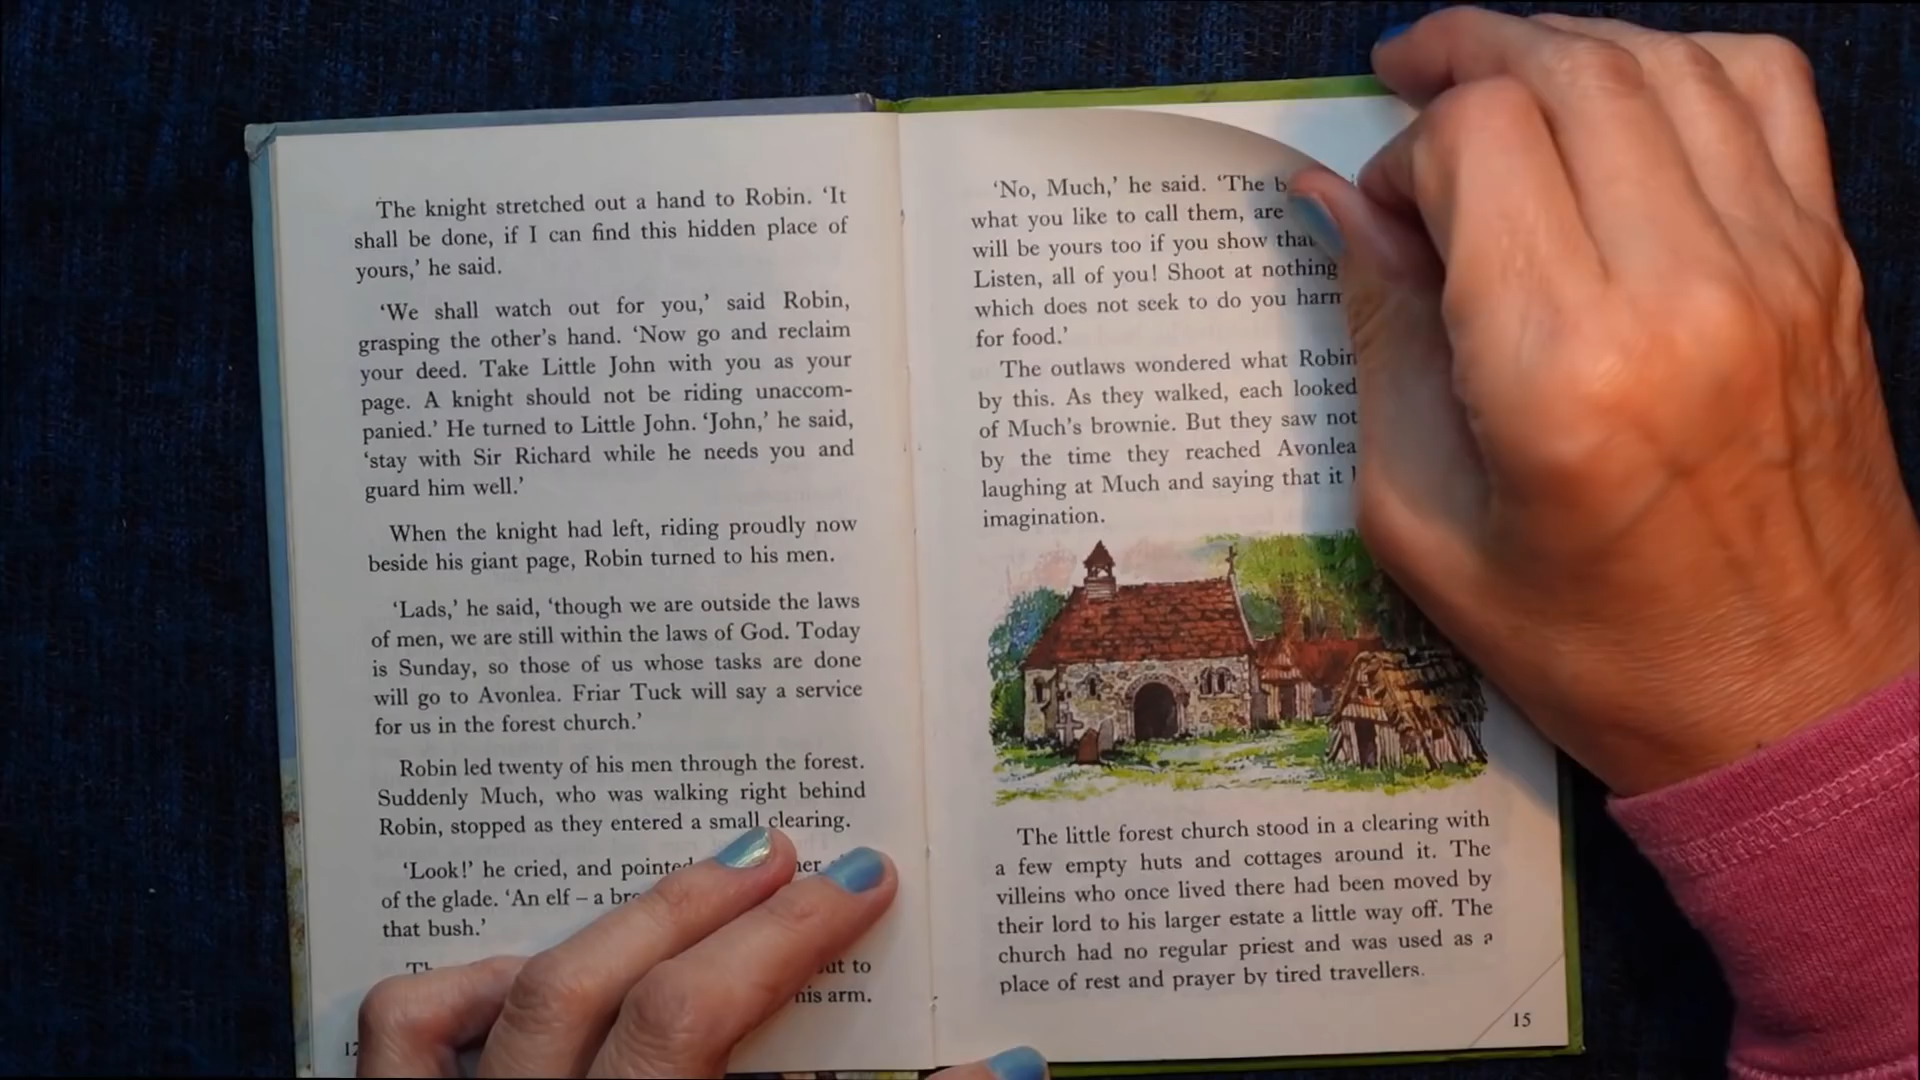 The knight stretched out a hand to Robin. ‘It
shall be done, if I can find this hidden place of
yours,’ he said.
‘We shall watch out for you,’ said Robin,
grasping the other’s hand. ‘Now go and reclaim
your deed. Take Little John with you as your
page. A knight should not be riding unaccom-
panied.’ He turned to Little John. ‘John,’ he said,
‘stay with Sir Richard while he needs you and
guard him well.’
When the knight had left, riding proudly now
beside his giant page, Robin turned to his men.
‘Lads,’ he said, ‘though we are outside the laws
of men, we are still within the laws of God. Today
is Sunday, so those of us whose tasks are done
will go to Avonlea. Friar Tuck will say a service
for us in the forest church.’
Robin led twenty of his men through the forest.
Suddenly Much, who was walking right behind
Robin, stopped as they entered a small clearing.
‘Look!’ he cried, and pointed
of the glade. ‘An elf – a
that bush.’
to
his arm.
‘No, Much,’ he said. ‘The
what you like to call them, are
will be yours too if you show that
Listen, all of you! Shoot at nothing
which does not seek to do you harm
for food.’
The outlaws wondered what Robin
by this. As they walked, each looked
of Much’s brownie. But they saw not
by the time they reached Avonlea
laughing at Much and saying that it
imagination.
The little forest church stood in a clearing with
a few empty huts and cottages around it. The
villeins who once lived there had been moved by
their lord to his larger estate a little way off. The
church had no regular priest and was used as a
place of rest and prayer by tired travellers.
15